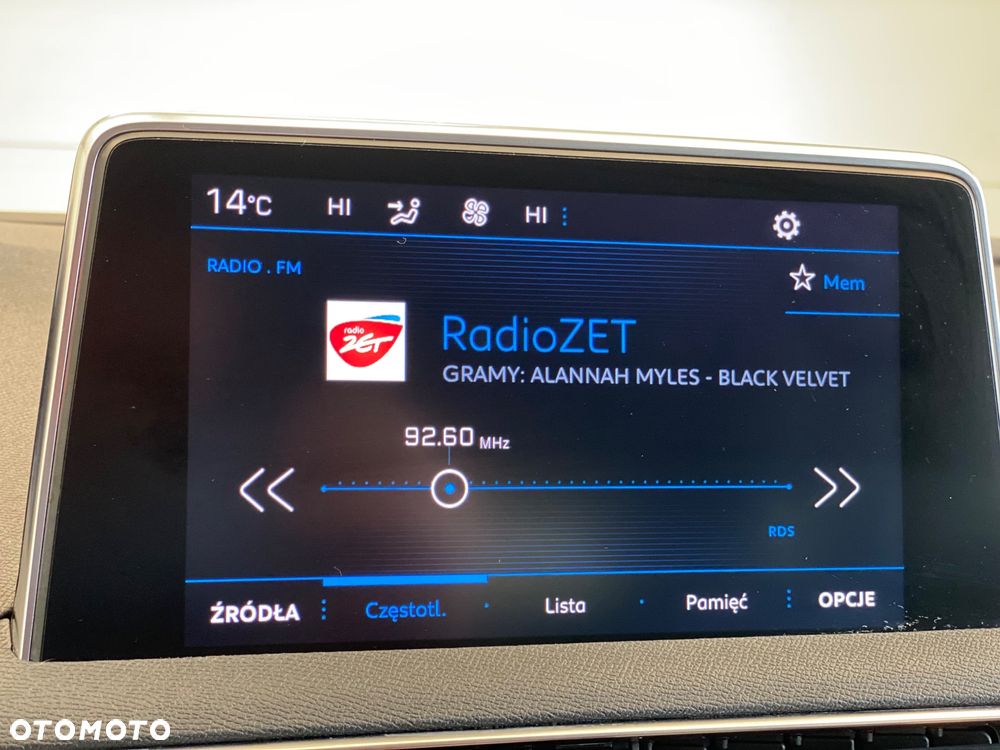 14°C HI HI
RADIO . FM
Mem
radio
ZET
RadioZET
GRAMY: ALANNAH MYLES - BLACK VELVET
92.60 MHz
RDS
ŹRÓDŁA Częstotl. Lista Pamięć OPCJE
OTOMOTO